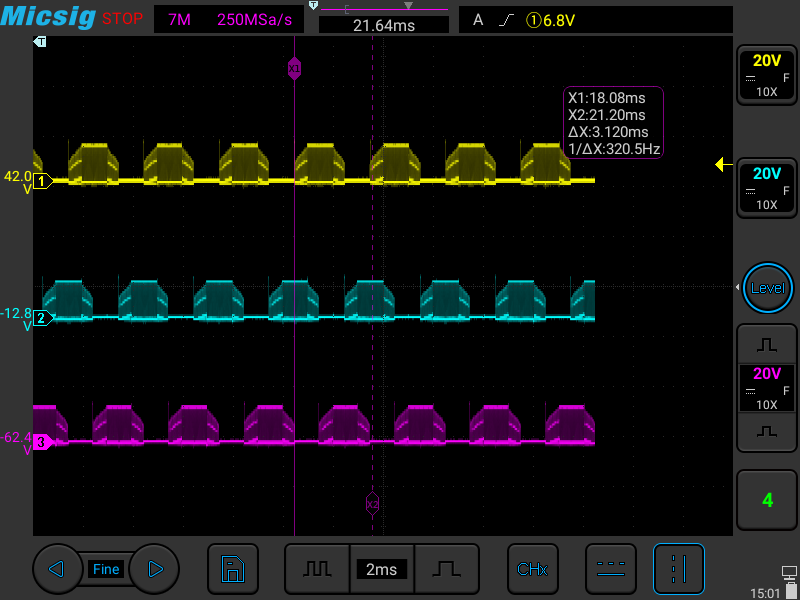 Micsig STOP 7M 250MSa/s T 21.64ms A ①6.8V
T
X1
20V
F
10X
X1:18.08ms
X2:21.20ms
ΔX:3.120ms
1/ΔX:320.5Hz
42.0
V
1
20V
F
10X
Level
-12.8
V
2
20V
F
10X
-62.4
V
3
X2
4
Fine 2ms CHx
15:01